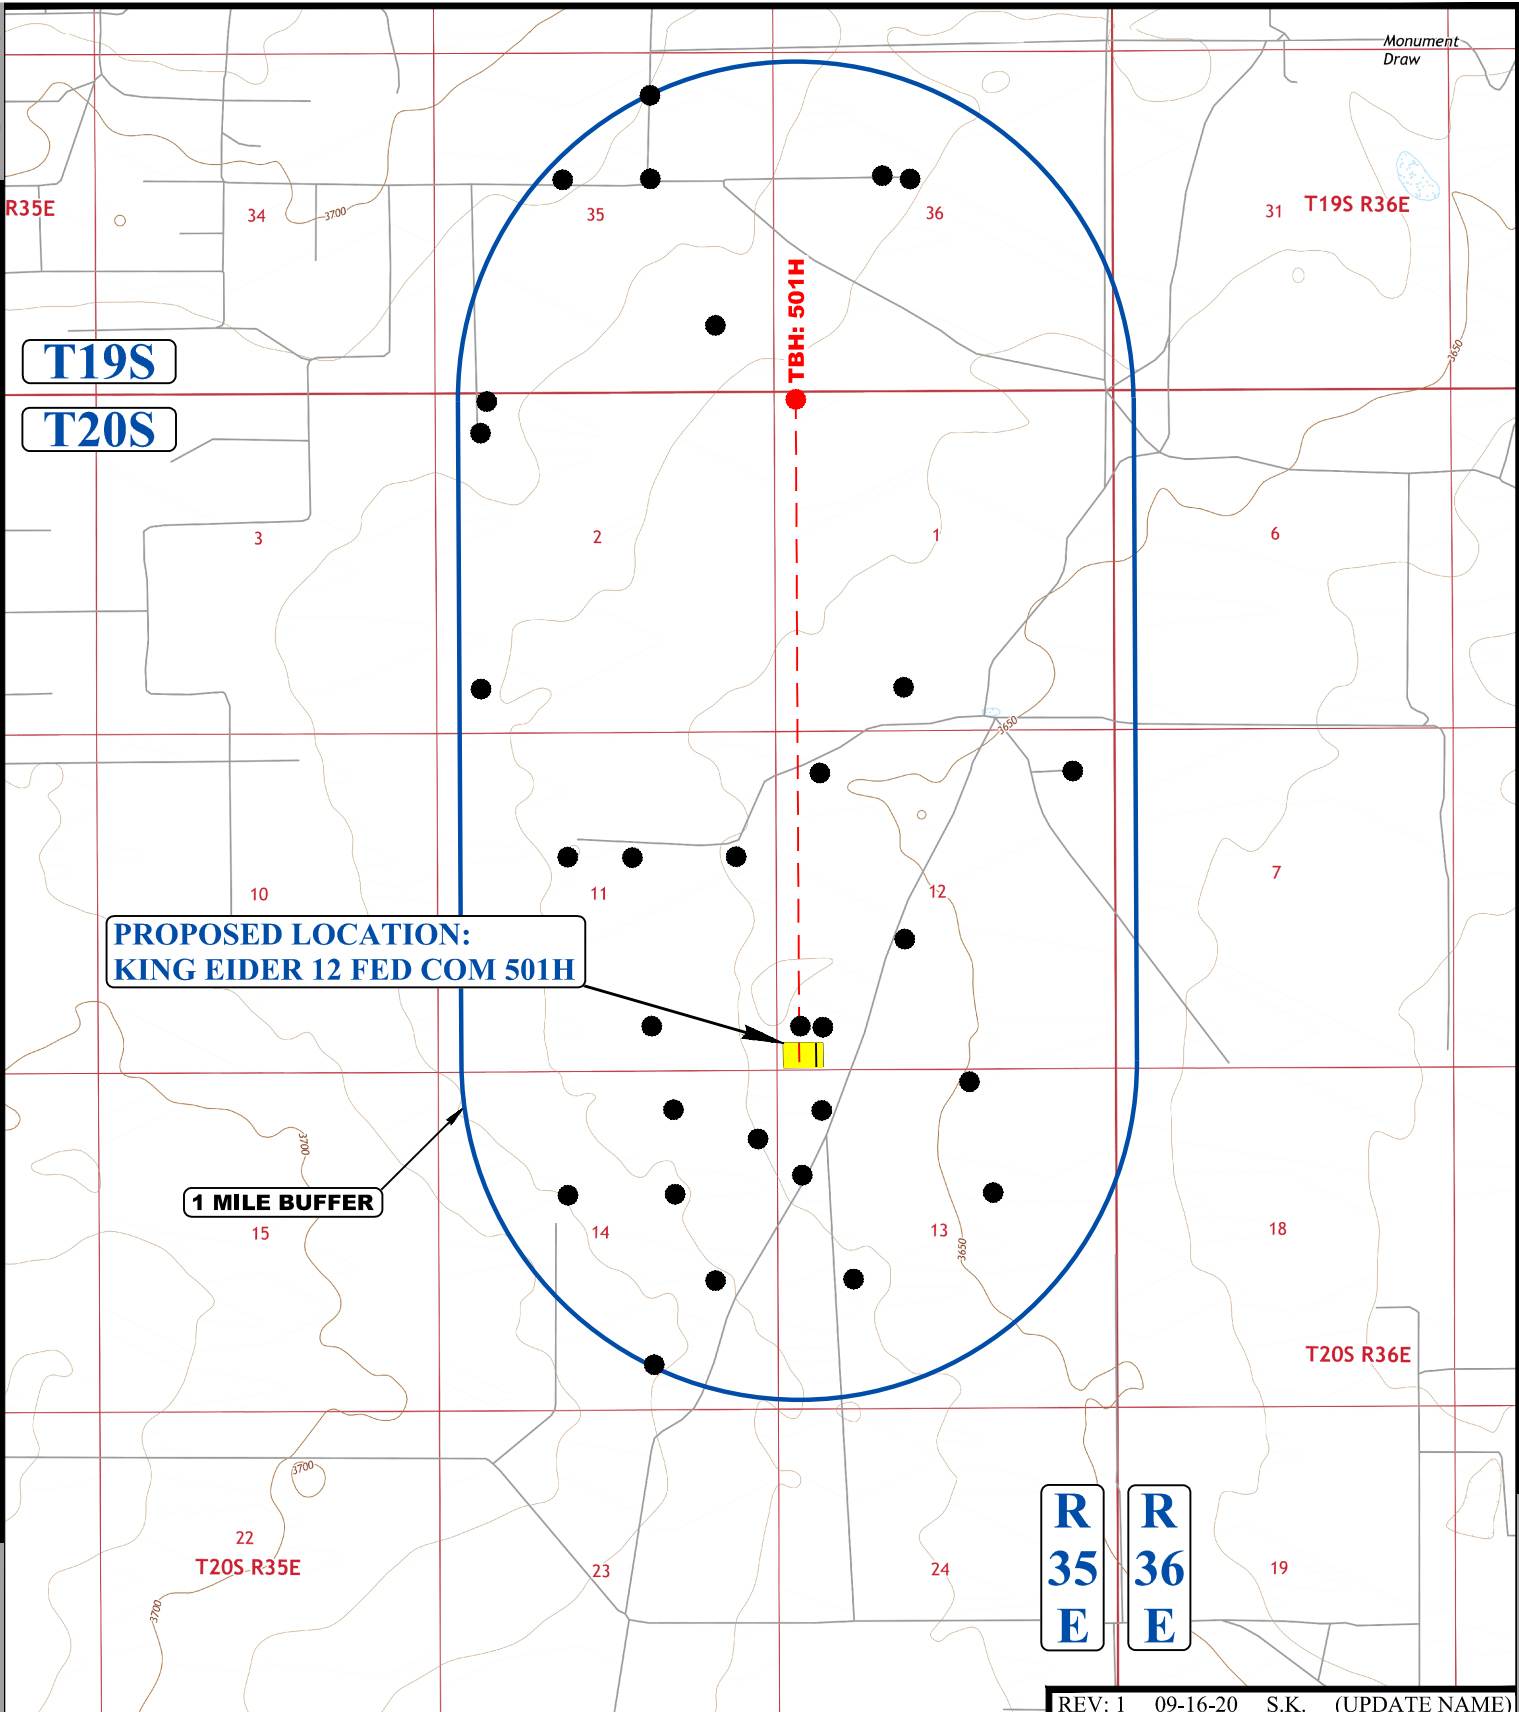 Monument
Draw
R35E
34
3700
35
36
31
T19S R36E
TBH: 501H
T19S
3650
T20S
3
2
1
6
3650
10
11
12
7
PROPOSED LOCATION:
KING EIDER 12 FED COM 501H
3700
1 MILE BUFFER
15
14
13
18
3650
T20S R36E
3700
22
T20S R35E
23
24
19
3700
R
35
E
R
36
E
REV: 1 09-16-20 S.K. (UPDATE NAME)